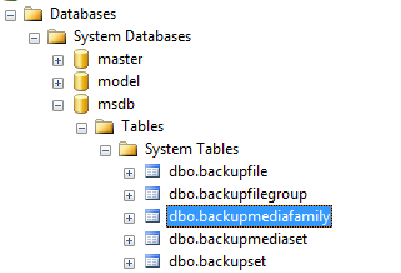 Databases
System Databases
master
model
msdb
Tables
System Tables
dbo.backupfile
dbo.backupfilegroup
dbo.backupmediafamily
dbo.backupmediaset
dbo.backupset